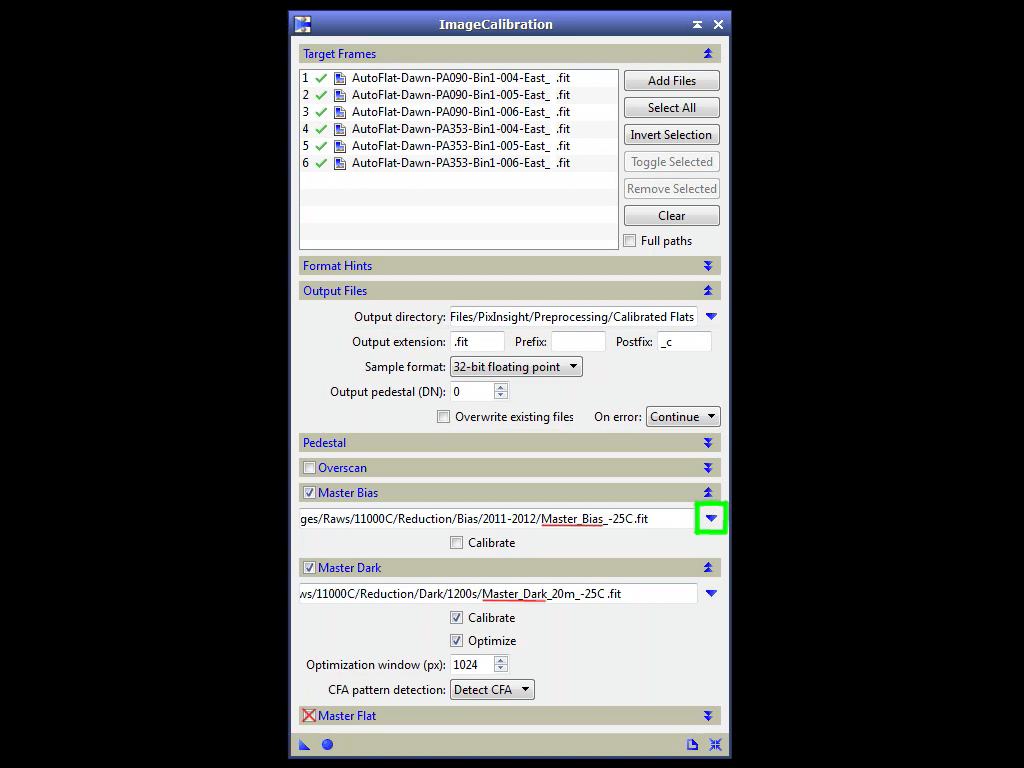 ImageCalibration
Target Frames
1 AutoFlat-Dawn-PA090-Bin1-004-East_ .fit
2 AutoFlat-Dawn-PA090-Bin1-005-East_ .fit
3 AutoFlat-Dawn-PA090-Bin1-006-East_ .fit
4 AutoFlat-Dawn-PA353-Bin1-004-East_ .fit
5 AutoFlat-Dawn-PA353-Bin1-005-East_ .fit
6 AutoFlat-Dawn-PA353-Bin1-006-East_ .fit
Add Files
Select All
Invert Selection
Toggle Selected
Remove Selected
Clear
Full paths
Format Hints
Output Files
Output directory: Files/PixInsight/Preprocessing/Calibrated Flats
Output extension: .fit Prefix: Postfix: _c
Sample format: 32-bit floating point
Output pedestal (DN): 0
Overwrite existing files On error: Continue
Pedestal
Overscan
Master Bias
ges/Raws/11000C/Reduction/Bias/2011-2012/Master_Bias_-25C.fit
Calibrate
Master Dark
ws/11000C/Reduction/Dark/1200s/Master_Dark_20m_-25C .fit
Calibrate
Optimize
Optimization window (px): 1024
CFA pattern detection: Detect CFA
Master Flat